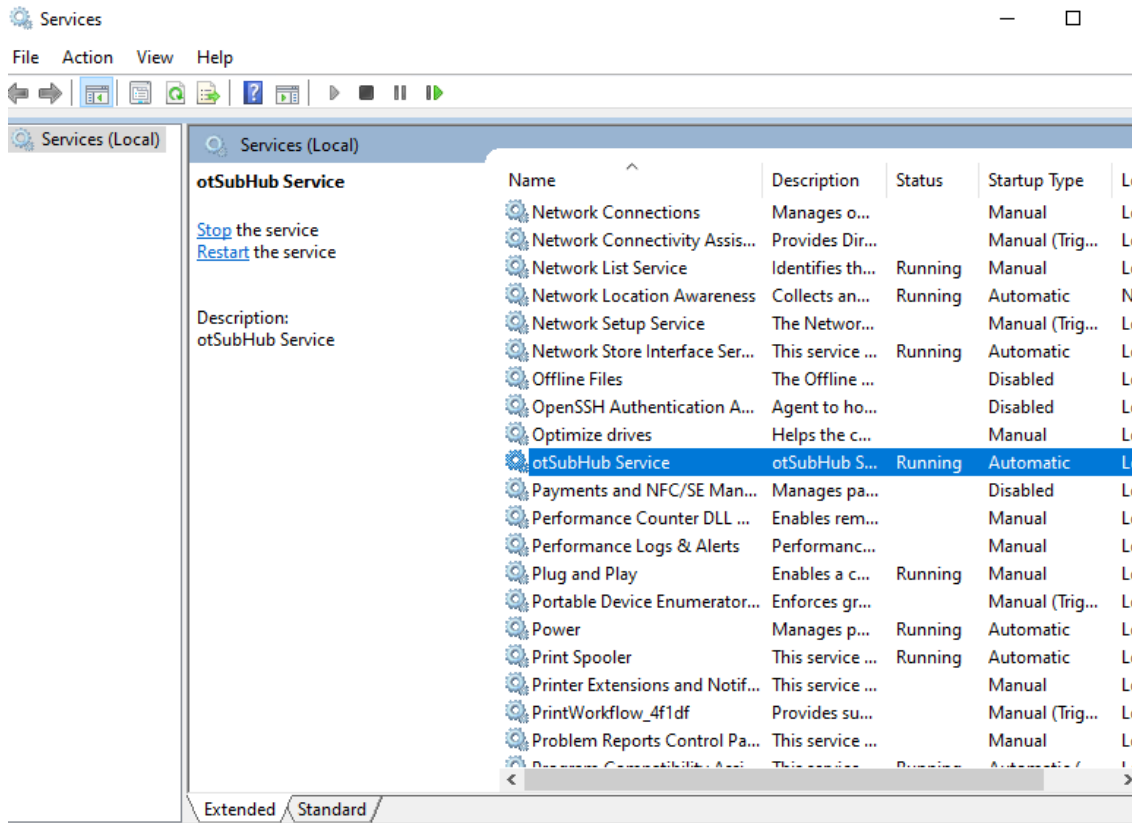 Services
File Action View Help
Services (Local)
Services (Local)
otSubHub Service
Stop the service
Restart the service
Description:
otSubHub Service
Name Description Status Startup Type
Network Connections Manages o... Manual
Network Connectivity Assis... Provides Dir... Manual (Trig...
Network List Service Identifies th... Running Manual
Network Location Awareness Collects an... Running Automatic
Network Setup Service The Networ... Manual (Trig...
Network Store Interface Ser... This service ... Running Automatic
Offline Files The Offline ... Disabled
OpenSSH Authentication A... Agent to ho... Disabled
Optimize drives Helps the c... Manual
otSubHub Service otSubHub S... Running Automatic
Payments and NFC/SE Man... Manages pa... Disabled
Performance Counter DLL ... Enables rem... Manual
Performance Logs & Alerts Performanc... Manual
Plug and Play Enables a c... Running Manual
Portable Device Enumerator... Enforces gr... Manual (Trig...
Power Manages p... Running Automatic
Print Spooler This service ... Running Automatic
Printer Extensions and Notif... This service ... Manual
PrintWorkflow_4f1df Provides su... Manual (Trig...
Problem Reports Control Pa... This service ... Manual
Extended Standard